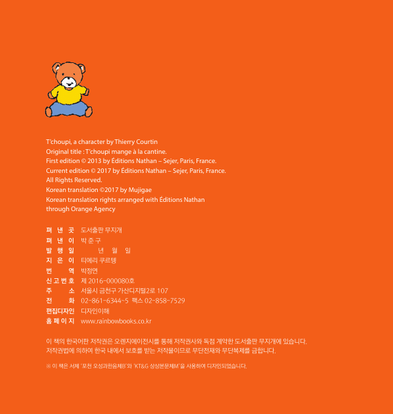 T'choupi, a character by Thierry Courtin
Original title : T'choupi mange à la cantine.
First edition © 2013 by Éditions Nathan – Sejer, Paris, France.
Current edition © 2017 by Éditions Nathan – Sejer, Paris, France.
All Rights Reserved.
Korean translation ©2017 by Mujigae
Korean translation rights arranged with Éditions Nathan
through Orange Agency
펴 낸 곳 도서출판 무지개
펴 낸 이 박준구
발 행 일 년 월 일
지 은 이 티에리 쿠르탱
번 역 박정연
신고번호 제 2016-000080호
주 소 서울시 금천구 가산디지털2로 107
전 화 02-861-6344~5 팩스: 02-858-7529
편집디자인 디자인이래
홈페이지 www.rainbowbooks.co.kr
이 책의 한국어판 저작권은 오렌지에이전시를 통해 저작권사와 독점 계약한 도서출판 무지개에 있습니다.
저작권법에 의하여 한국 내에서 보호를 받는 저작물이므로 무단전재와 무단복제를 금합니다.
※ 이 책은 서체 '포천 오성과한음체B'와 'KT&G 상상본문체M'을 사용하여 디자인되었습니다.